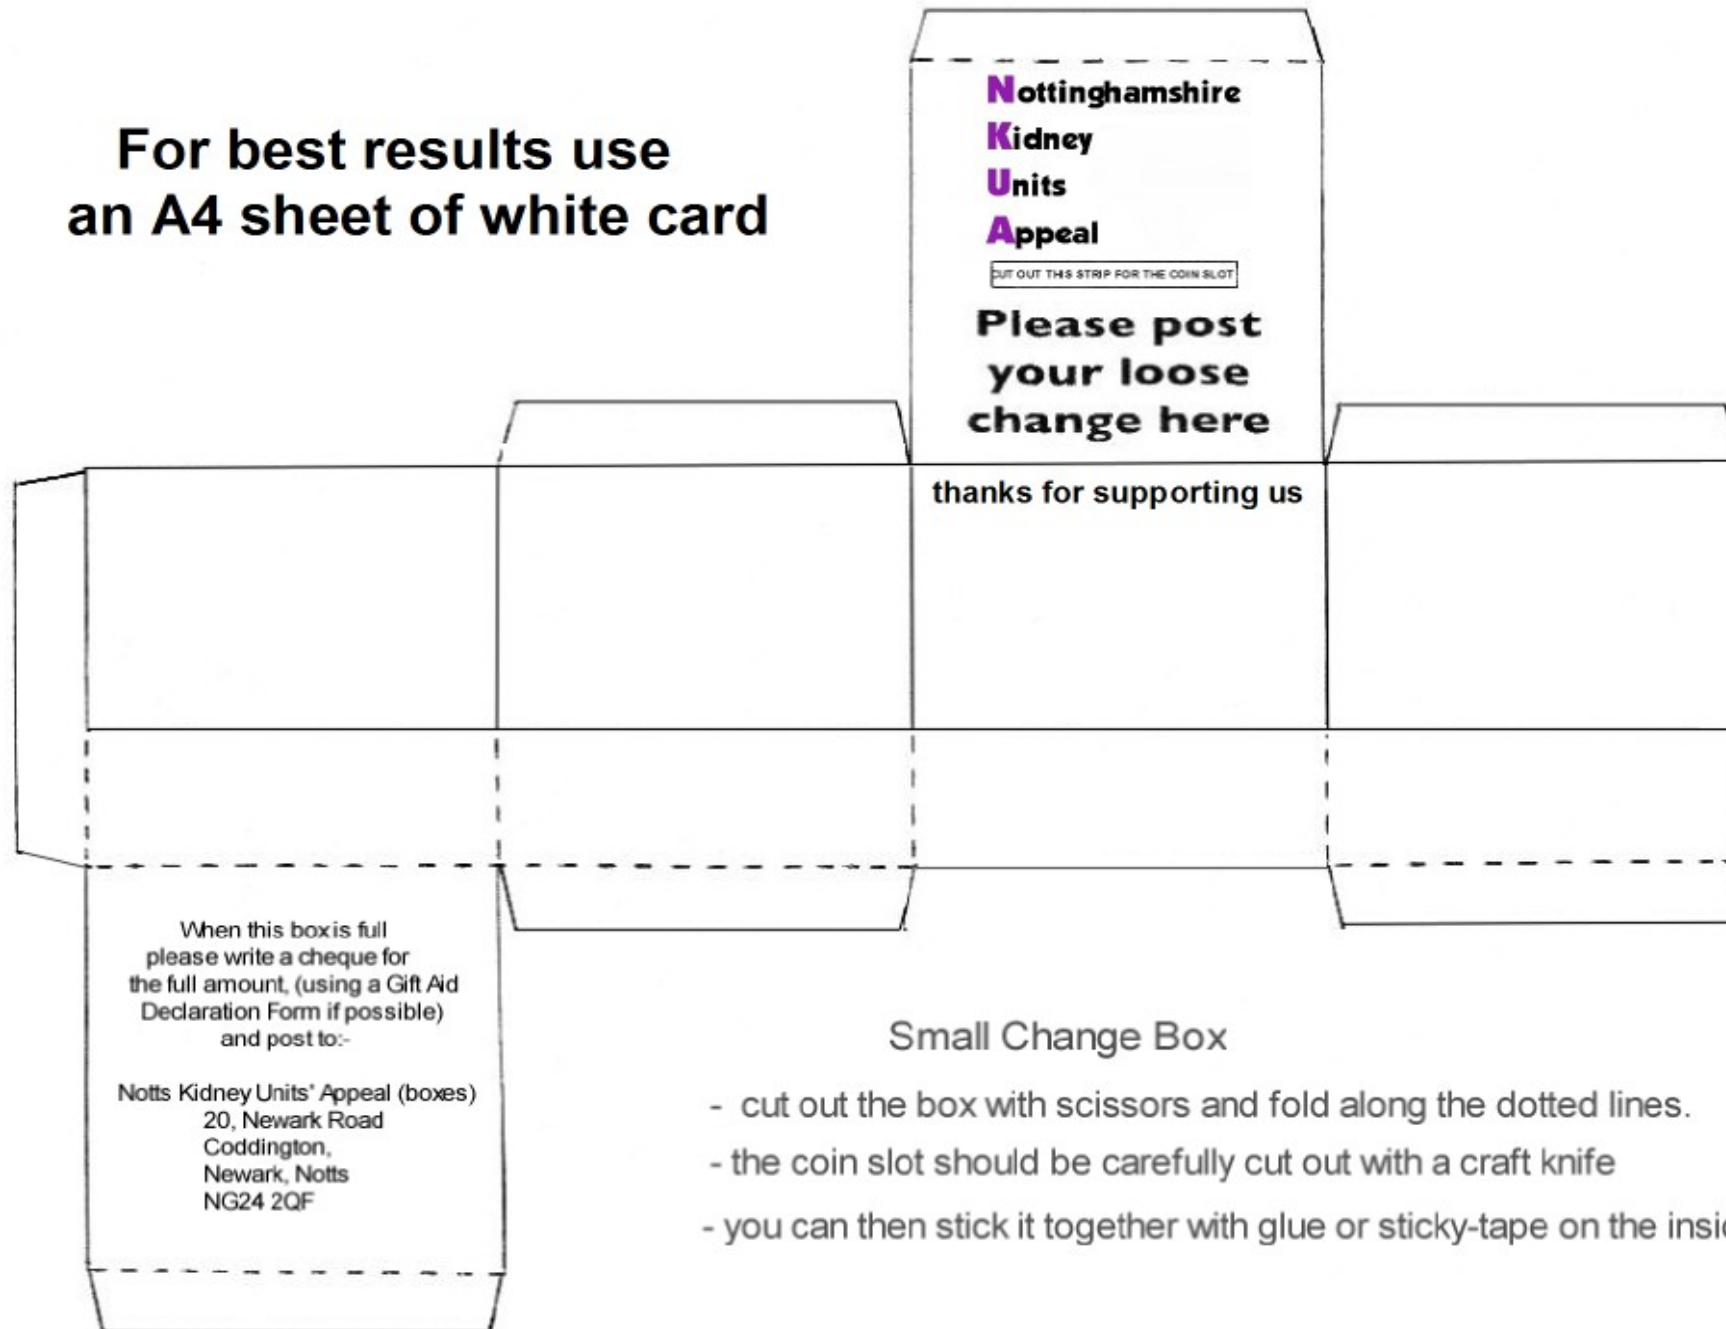 For best results use
an A4 sheet of white card
Nottinghamshire
Kidney
Units
Appeal
CUT OUT THIS STRIP FOR THE COIN SLOT
Please post
your loose
change here
thanks for supporting us
When this box is full
please write a cheque for
the full amount, (using a Gift Aid
Declaration Form if possible)
and post to:-
Notts Kidney Units' Appeal (boxes)
20, Newark Road
Coddington,
Newark, Notts
NG24 2QF
Small Change Box
- cut out the box with scissors and fold along the dotted lines.
- the coin slot should be carefully cut out with a craft knife
- you can then stick it together with glue or sticky-tape on the